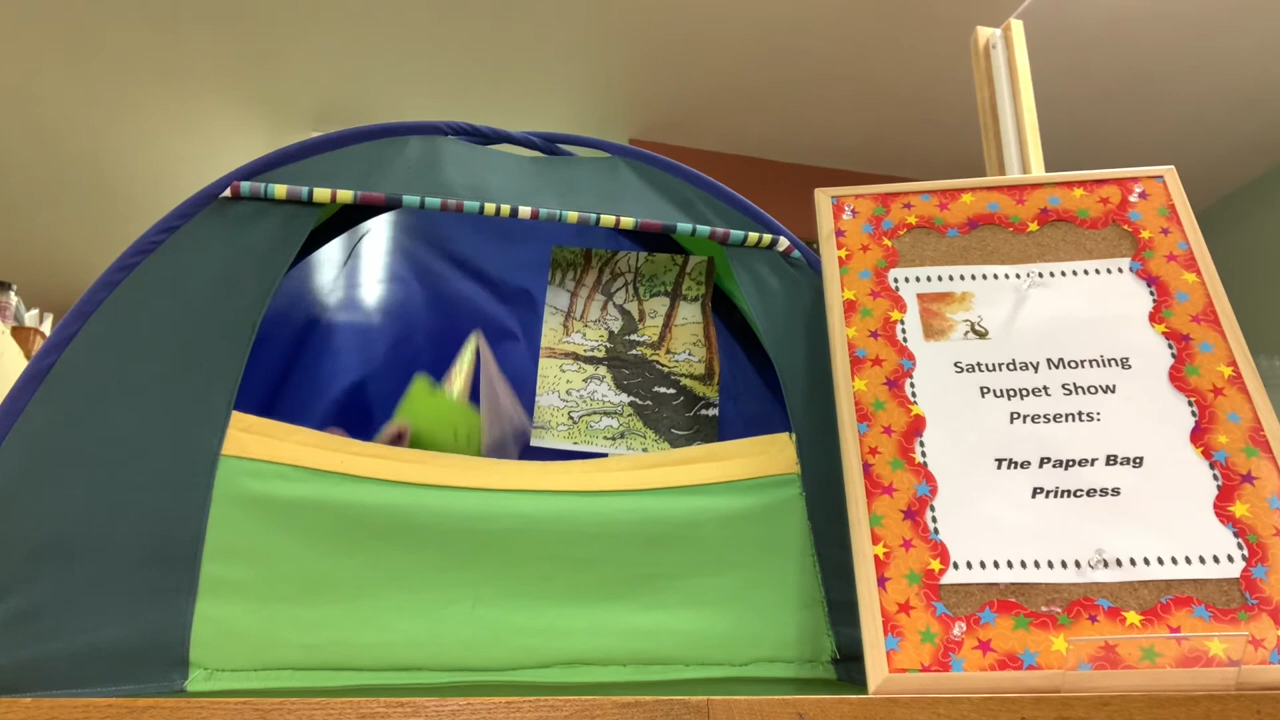 Saturday Morning
Puppet Show
Presents:
The Paper Bag
Princess